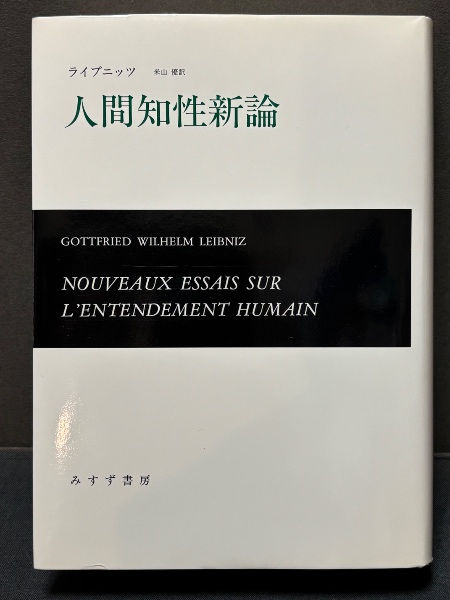 ライプニッツ 米山 優訳
人間知性新論
GOTTFRIED WILHELM LEIBNIZ
NOUVEAUX ESSAIS SUR
L'ENTENDEMENT HUMAIN
みすず書房